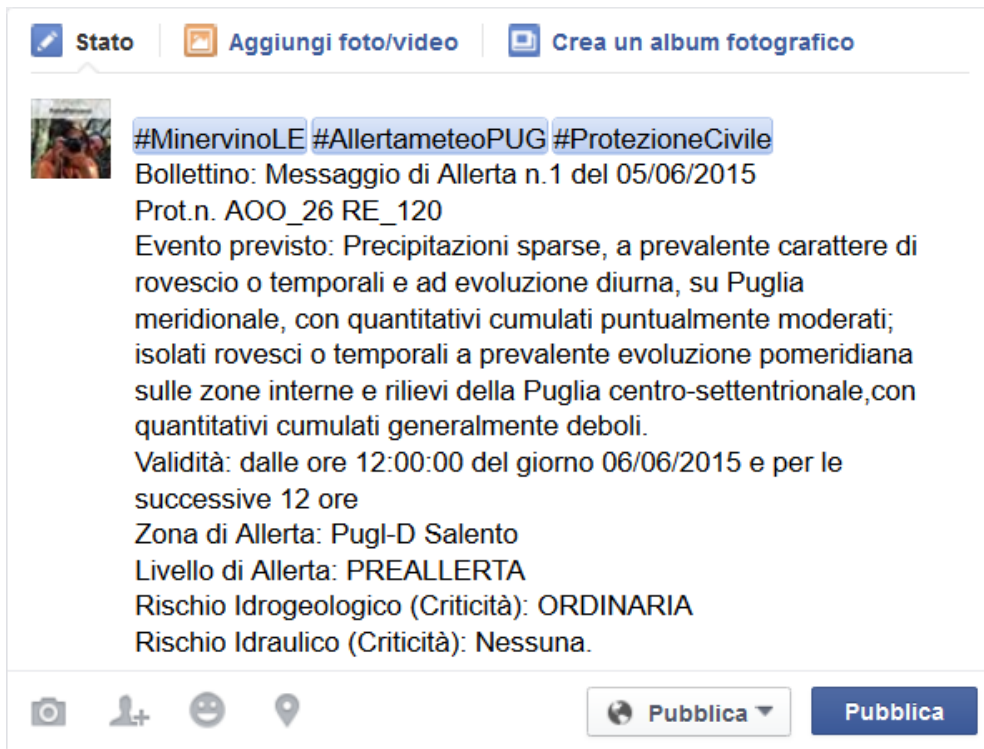 Stato Aggiungi foto/video Crea un album fotografico
#MinervinoLE #AllertameteoPUG #ProtezioneCivile
Bollettino: Messaggio di Allerta n.1 del 05/06/2015
Prot.n. AOO_26 RE_120
Evento previsto: Precipitazioni sparse, a prevalente carattere di
rovescio o temporali e ad evoluzione diurna, su Puglia
meridionale, con quantitativi cumulati puntualmente moderati;
isolati rovesci o temporali a prevalente evoluzione pomeridiana
sulle zone interne e rilievi della Puglia centro-settentrionale,con
quantitativi cumulati generalmente deboli.
Validità: dalle ore 12:00:00 del giorno 06/06/2015 e per le
successive 12 ore
Zona di Allerta: Pugl-D Salento
Livello di Allerta: PREALLERTA
Rischio Idrogeologico (Criticità): ORDINARIA
Rischio Idraulico (Criticità): Nessuna.
Pubblica Pubblica